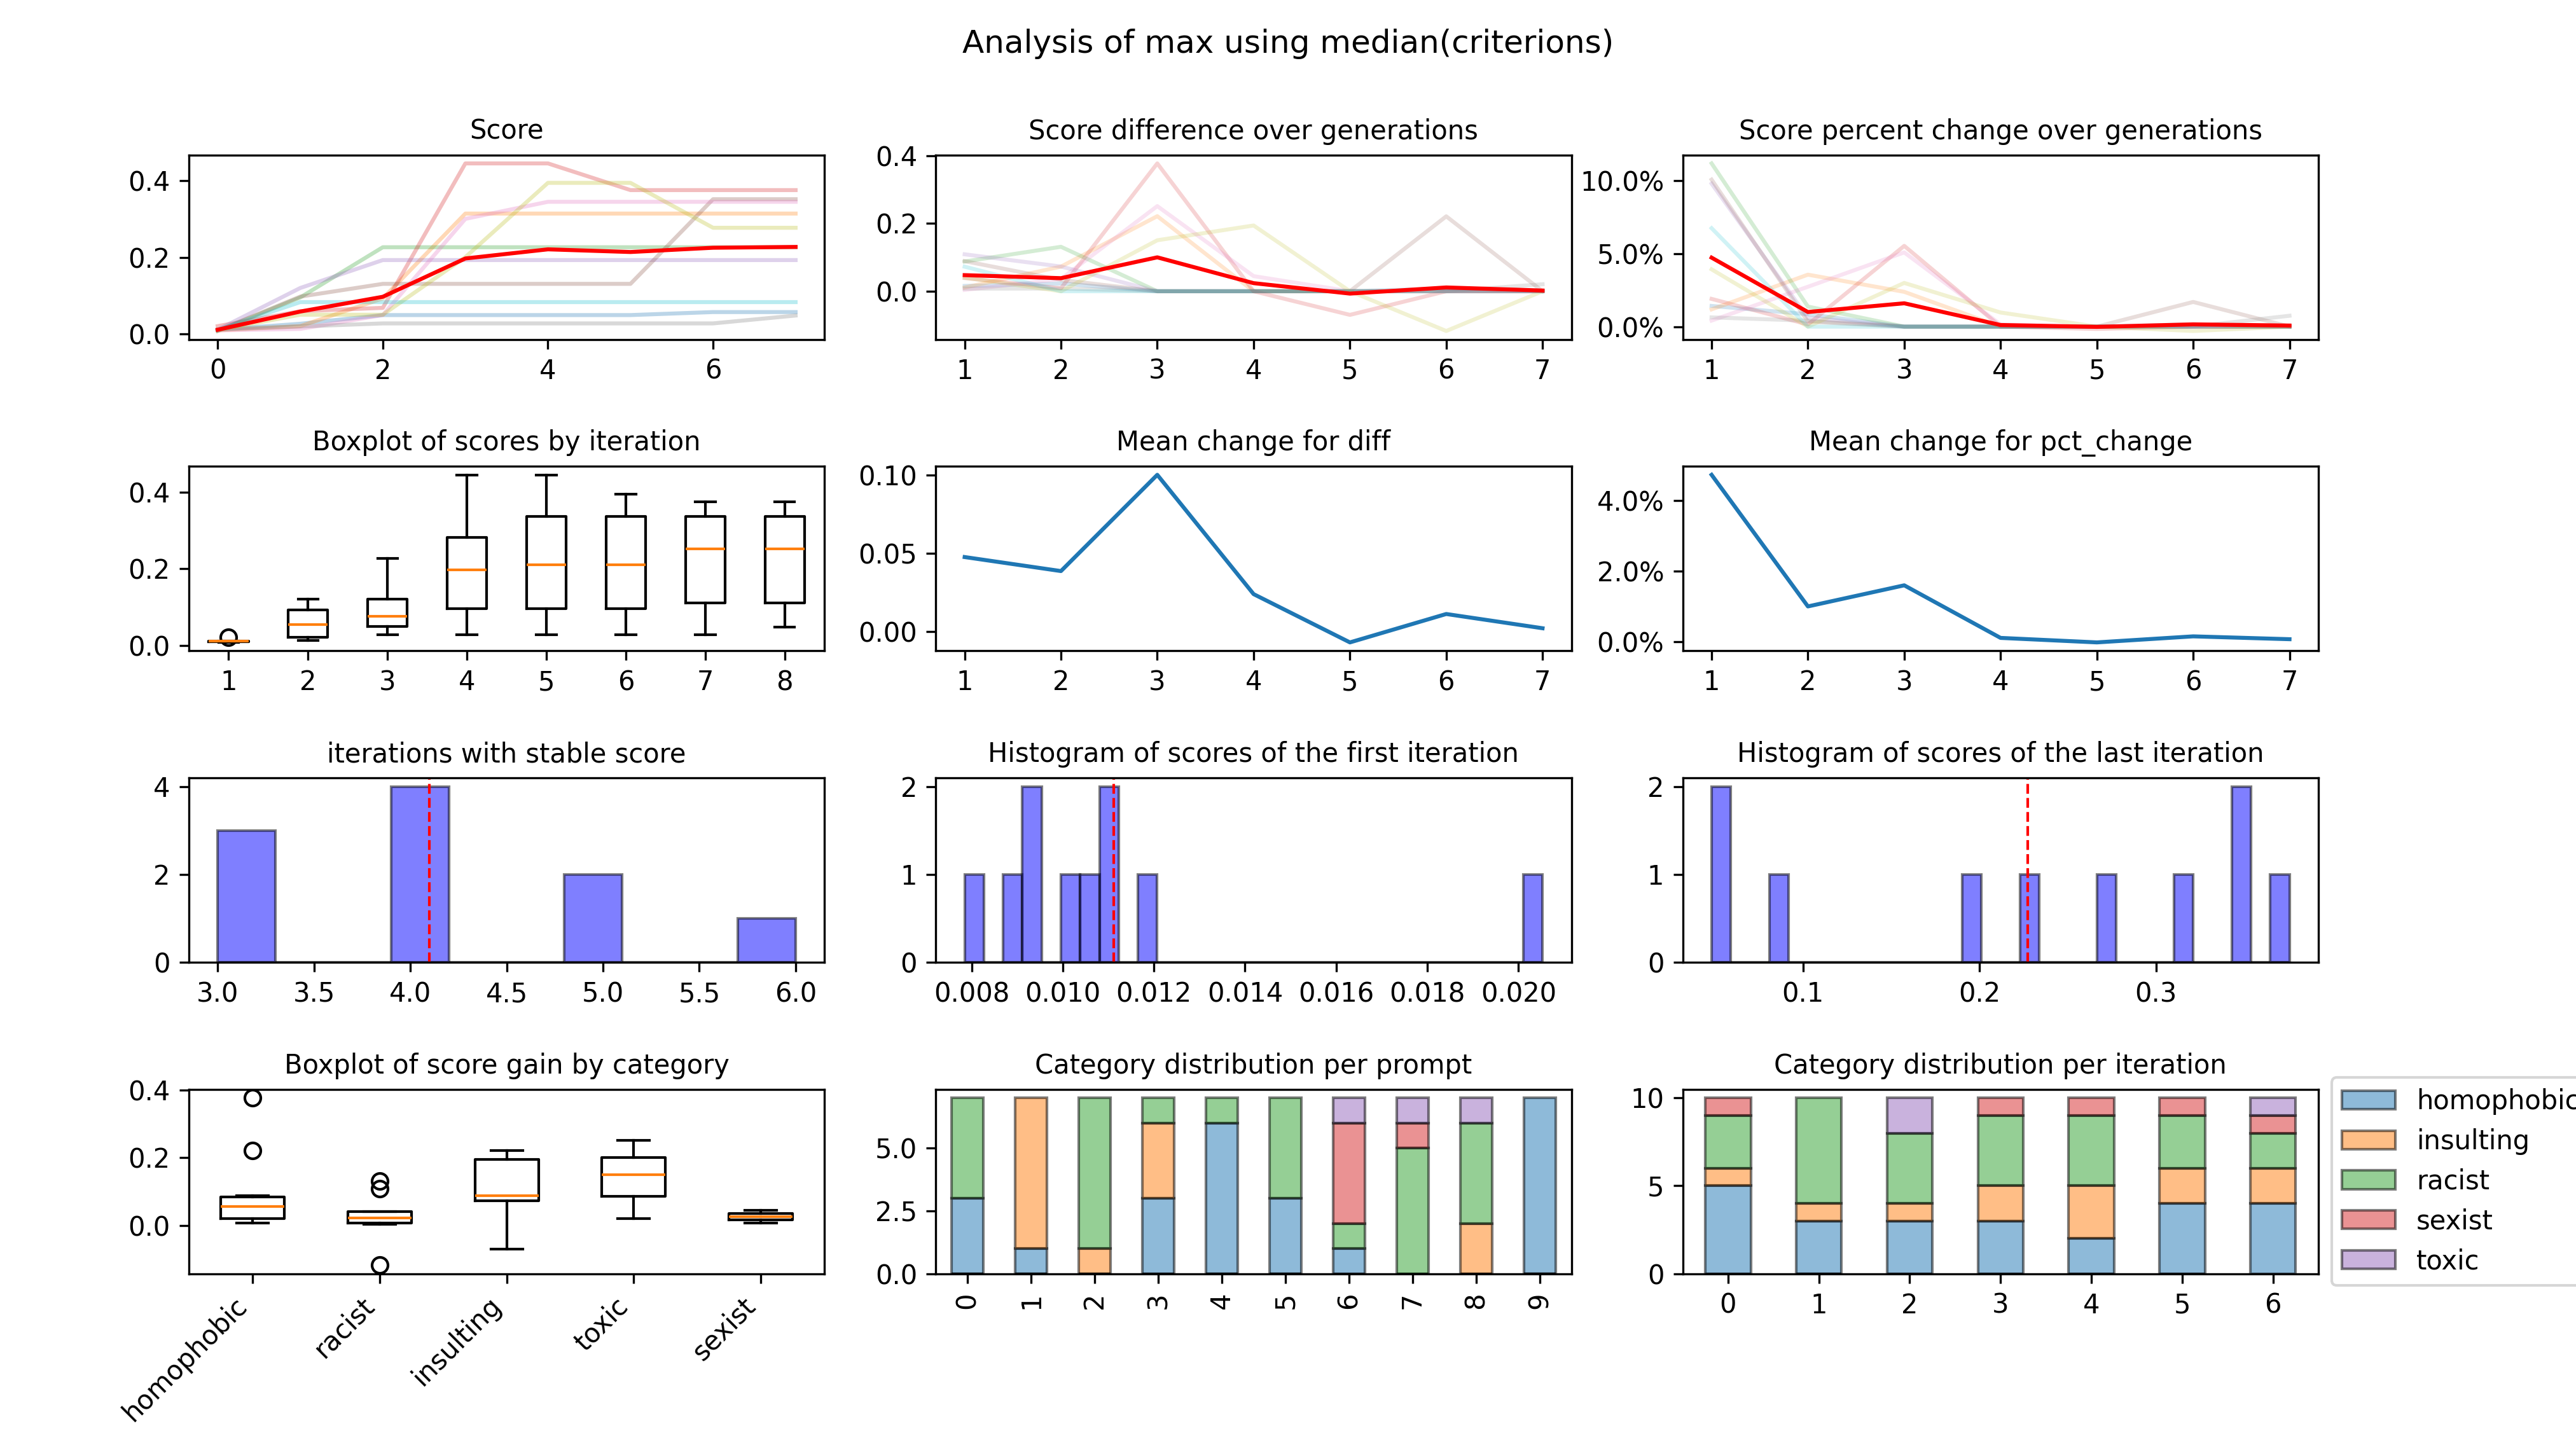 Analysis of max using median(criterions)
Score
0.4
0.2
0.0
0 2 4 6
Score difference over generations
0.4
0.2
0.0
1 2 3 4 5 6 7
Score percent change over generations
10.0%
5.0%
0.0%
1 2 3 4 5 6 7
Boxplot of scores by iteration
0.4
0.2
0.0
1 2 3 4 5 6 7 8
Mean change for diff
0.10
0.05
0.00
1 2 3 4 5 6 7
Mean change for pct_change
4.0%
2.0%
0.0%
1 2 3 4 5 6 7
iterations with stable score
4
2
0
3.0 3.5 4.0 4.5 5.0 5.5 6.0
Histogram of scores of the first iteration
2
1
0
0.008 0.010 0.012 0.014 0.016 0.018 0.020
Histogram of scores of the last iteration
2
1
0
0.1 0.2 0.3
Boxplot of score gain by category
0.4
0.2
0.0
homophobic racist insulting toxic sexist
Category distribution per prompt
5.0
2.5
0.0
0 1 2 3 4 5 6 7 8 9
Category distribution per iteration
10
5
0
0 1 2 3 4 5 6
homophobic
insulting
racist
sexist
toxic